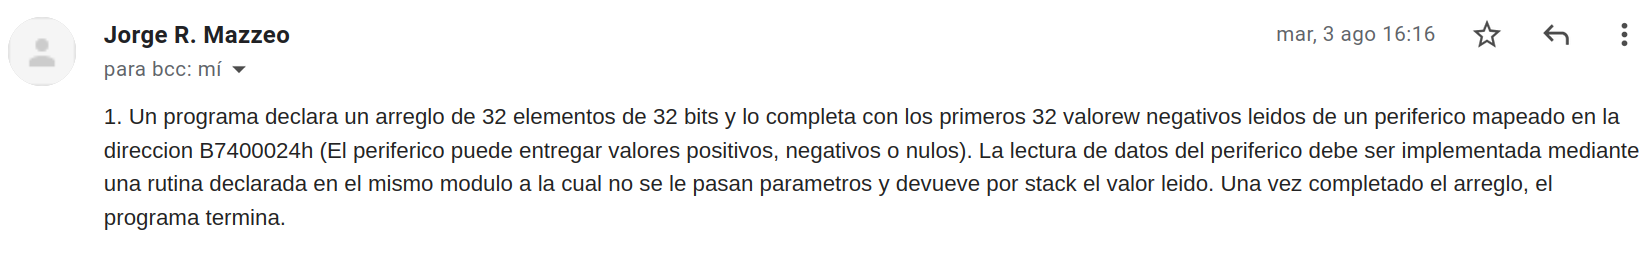 Jorge R. Mazzeo
mar, 3 ago 16:16
para bcc: mí
1. Un programa declara un arreglo de 32 elementos de 32 bits y lo completa con los primeros 32 valorew negativos leidos de un periferico mapeado en la
direccion B7400024h (El periferico puede entregar valores positivos, negativos o nulos). La lectura de datos del periferico debe ser implementada mediante
una rutina declarada en el mismo modulo a la cual no se le pasan parametros y devueve por stack el valor leido. Una vez completado el arreglo, el
programa termina.